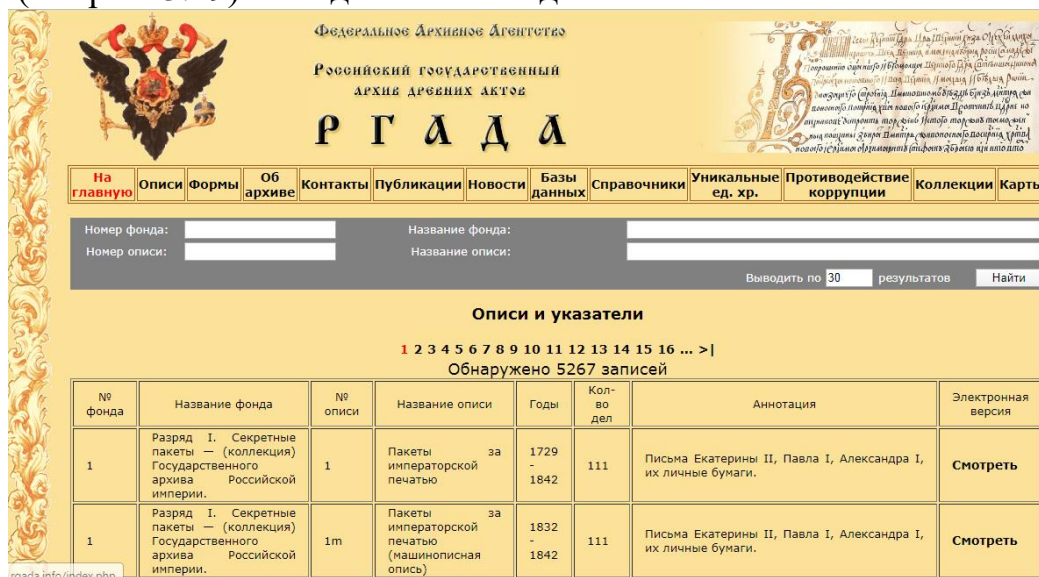 Федеральное Архивное Агентство
Российский государственный
архив древних актов
РГАДА
На главную Описи Формы Об архиве Контакты Публикации Новости Базы данных Справочники Уникальные ед. хр. Противодействие коррупции Коллекции Карты
Номер фонда: Название фонда:
Номер описи: Название описи:
Выводить по 30 результатов Найти
Описи и указатели
1 2 3 4 5 6 7 8 9 10 11 12 13 14 15 16 ... >|
Обнаружено 5267 записей
№ фонда Название фонда № описи Название описи Годы Кол-во дел Аннотация Электронная версия
Разряд I. Секретные
пакеты — (коллекция)
Государственного
архива Российской
империи.
1 1 Пакеты за
императорской
печатью
1729
-
1842
111 Письма Екатерины II, Павла I, Александра I,
их личные бумаги.
Смотреть
Разряд I. Секретные
пакеты — (коллекция)
Государственного
архива Российской
империи.
1 1m Пакеты за
императорской
печатью
(машинописная
опись)
1832
-
1842
111 Письма Екатерины II, Павла I, Александра I,
их личные бумаги.
Смотреть
rgada.info/index.php